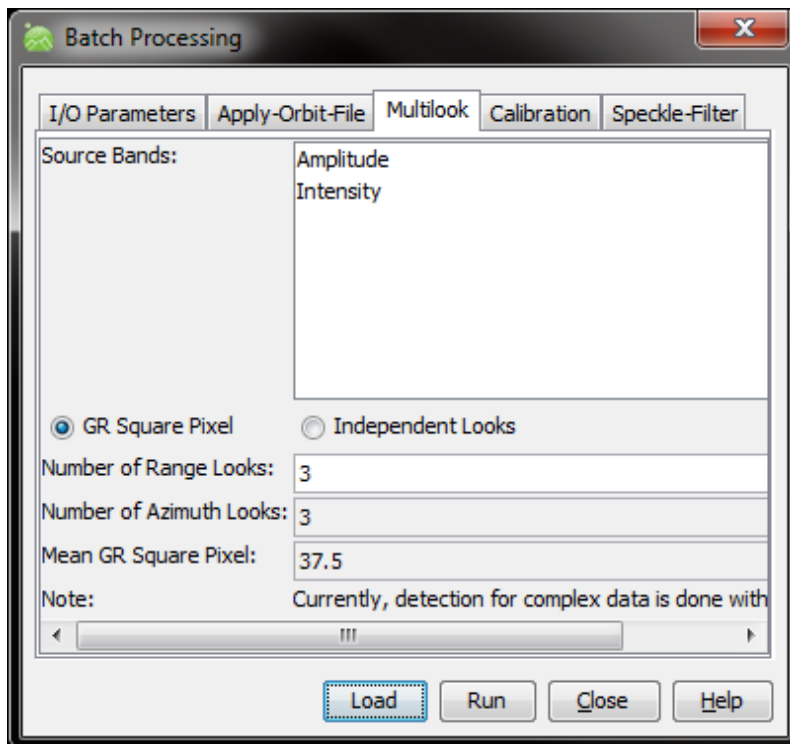 Batch Processing
I/O Parameters Apply-Orbit-File Multilook Calibration Speckle-Filter
Source Bands:
Amplitude
Intensity
GR Square Pixel Independent Looks
Number of Range Looks: 3
Number of Azimuth Looks: 3
Mean GR Square Pixel: 37.5
Note: Currently, detection for complex data is done with
Load Run Close Help